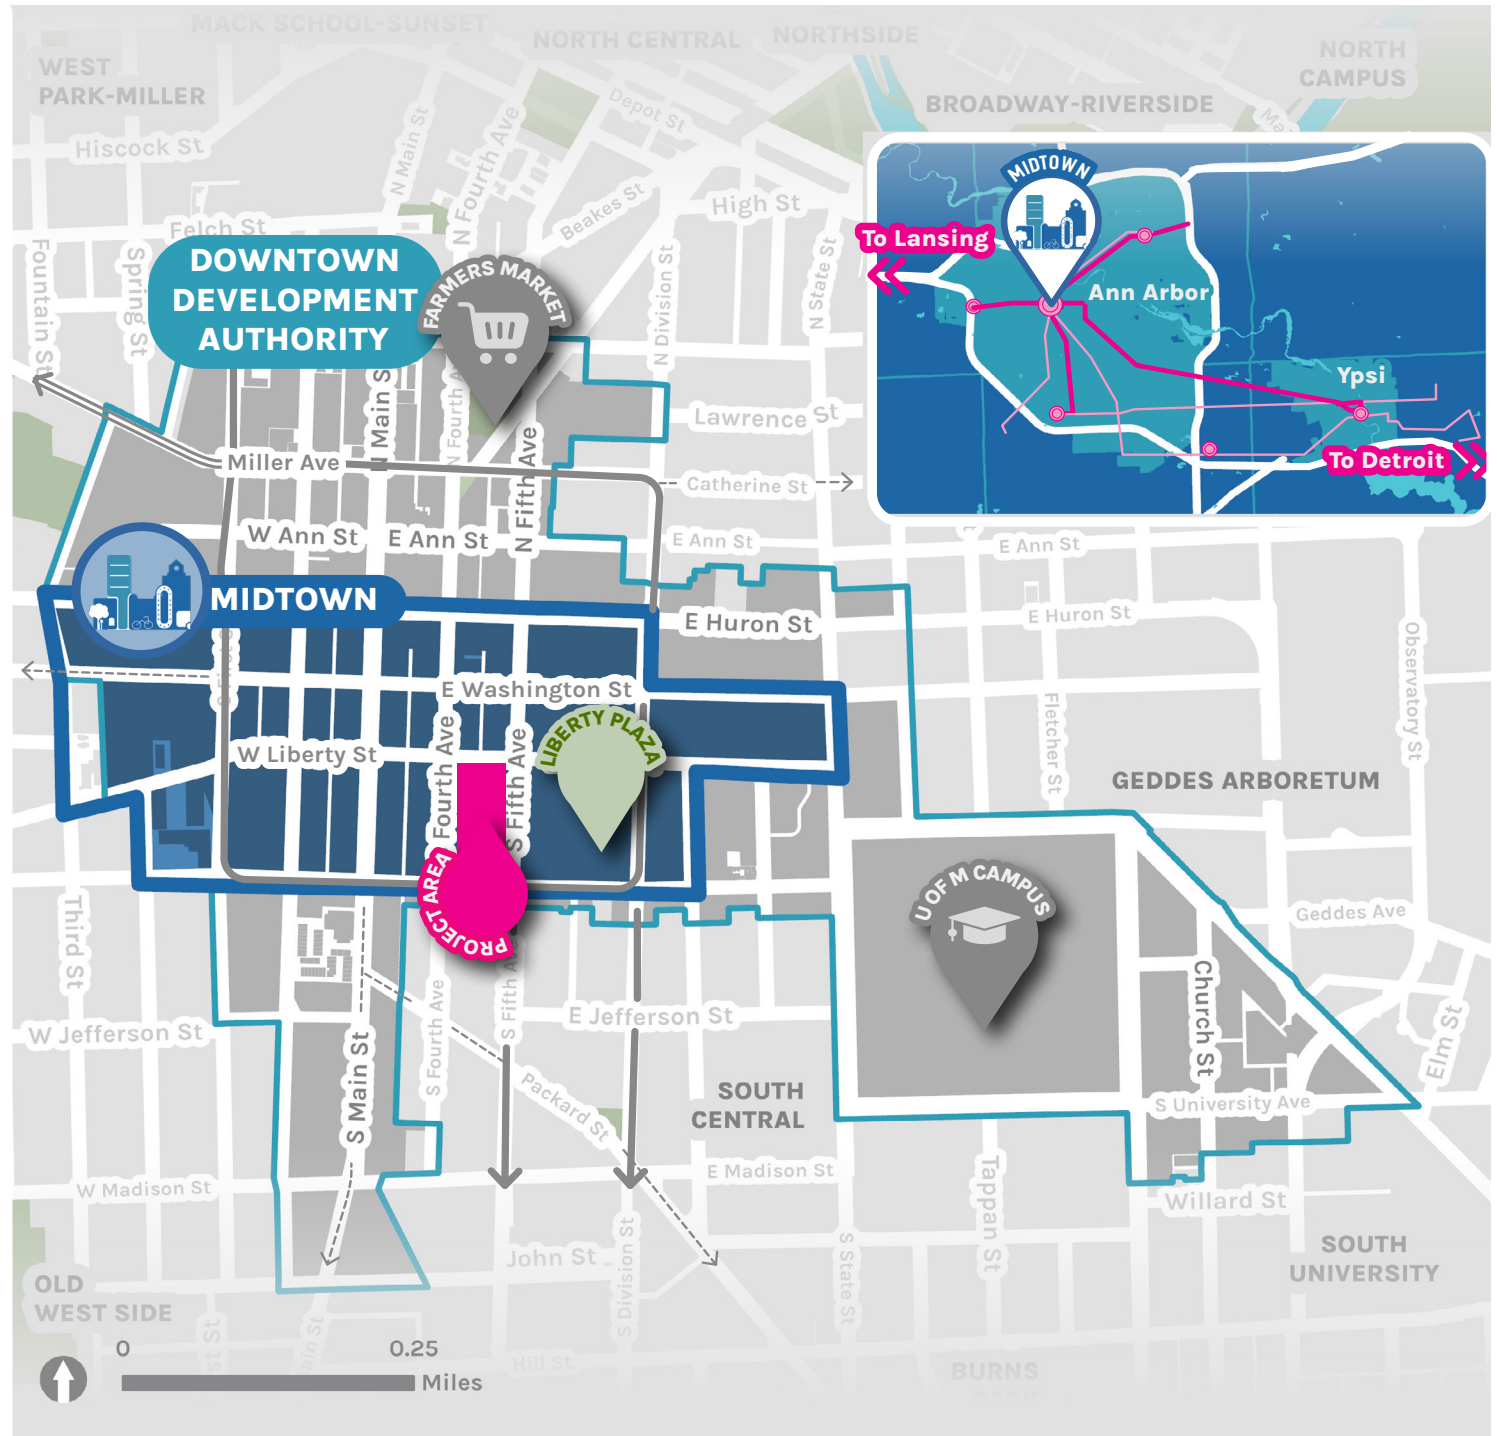 MACK SCHOOL-SUNSET
NORTH CENTRAL
NORTHSIDE
NORTH
CAMPUS
WEST
PARK-MILLER
BROADWAY-RIVERSIDE
Depot St
N Main St
N Fourth Ave
Hiscock St
Beakes St
High St
Felch St
Fountain St
Spring St
N Division St
N State St
DOWNTOWN
DEVELOPMENT
AUTHORITY
FARMERS MARKET
MIDTOWN
To Lansing
Ann Arbor
Ypsi
To Detroit
N Main S
N Fourth A
Lawrence St
N Fifth Ave
Miller Ave
Catherine St
W Ann St
E Ann St
E Ann St
E Ann St
MIDTOWN
E Huron St
E Huron St
Observatory St
S First
E Washington St
Fletcher St
LIBERTY PLAZA
W Liberty St
Fourth Ave
S Fifth Ave
GEDDES ARBORETUM
PROJECT AREA
U OF M CAMPUS
Geddes Ave
Third St
S Fifth A
Church St
S Fourth Ave
E Jefferson St
W Jefferson St
Elm St
S Main St
Packard St
SOUTH
CENTRAL
S University Ave
E Madison St
W Madison St
Tappan St
Willard St
S Division St
S State St
John St
SOUTH
UNIVERSITY
OLD
WEST SIDE
st St
ain St
Hill St
BURNS
0
0.25
Miles